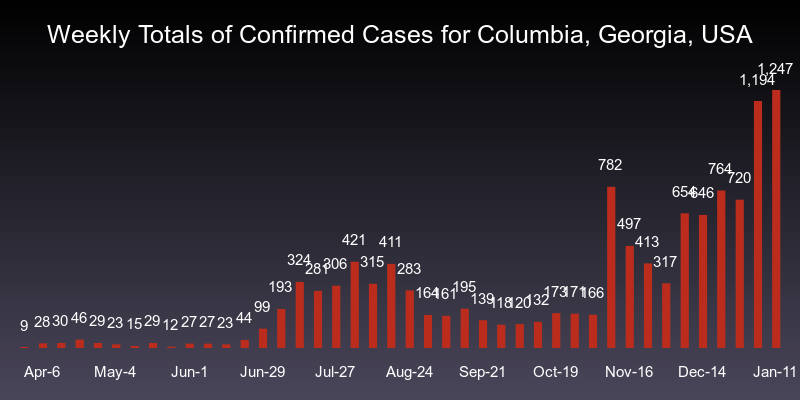 Weekly Totals of Confirmed Cases for Columbia, Georgia, USA
9 28 30 46 29 23 15 29 12 27 27 23 44 99 193 324 281 306 421 315 411 283 164 161 195 139 118 120 132 173 171 166 782 497 413 317 654 646 764 720 1,194 1,247
Apr-6 May-4 Jun-1 Jun-29 Jul-27 Aug-24 Sep-21 Oct-19 Nov-16 Dec-14 Jan-11